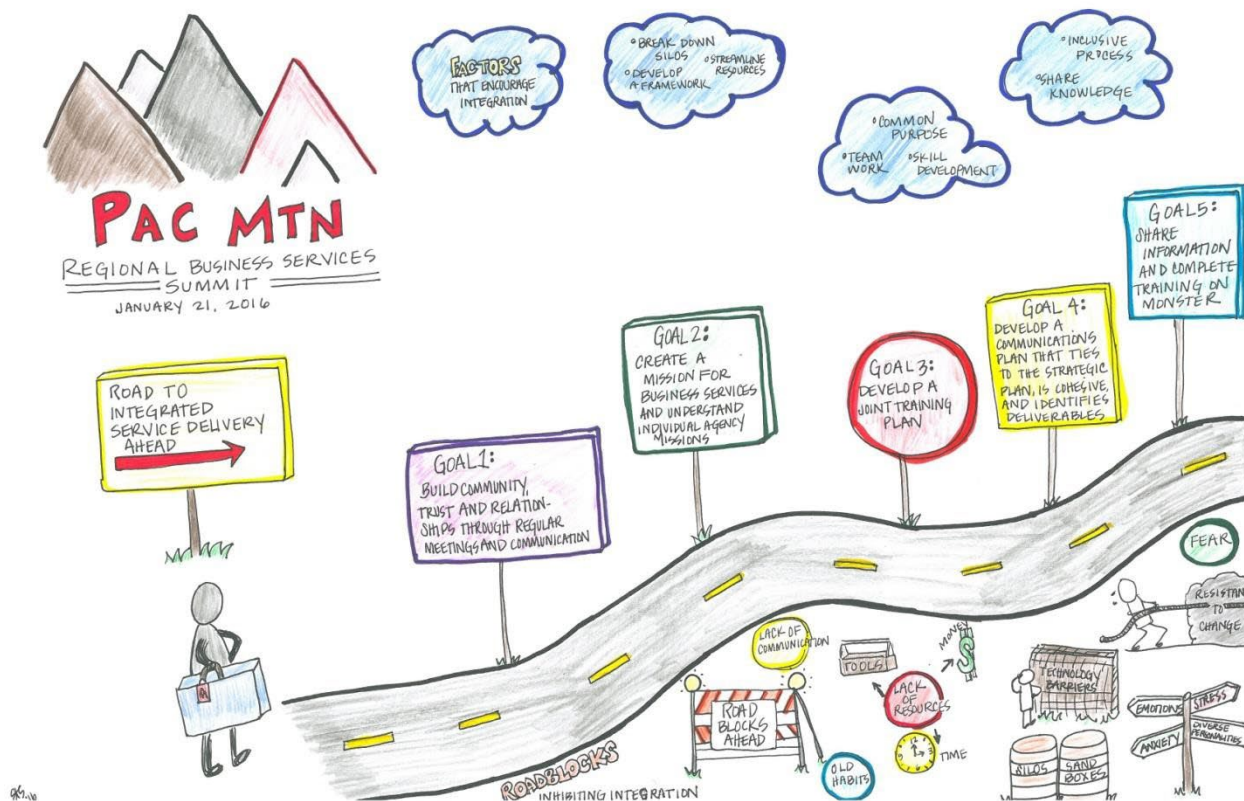 PAC MTN
REGIONAL BUSINESS SERVICES
SUMMIT
JANUARY 21, 2016
FACTORS
THAT ENCOURAGE
INTEGRATION
°BREAK DOWN
SILOS
°STREAMLINE
RESOURCES
°DEVELOP
A FRAMEWORK
°COMMON
PURPOSE
°TEAM
WORK
°SKILL
DEVELOPMENT
°INCLUSIVE
PROCESS
°SHARE
KNOWLEDGE
ROAD TO
INTEGRATED
SERVICE DELIVERY
AHEAD
GOAL1:
BUILD COMMUNITY,
TRUST AND RELATION-
SHIPS THROUGH REGULAR
MEETINGS AND COMMUNICATION
GOAL2:
CREATE A
MISSION FOR
BUSINESS SERVICES
AND UNDERSTAND
INDIVIDUAL AGENCY
MISSIONS
GOAL3:
DEVELOP A
JOINT TRAINING
PLAN
GOAL 4:
DEVELOP A
COMMUNICATIONS
PLAN THAT TIES
TO THE STRATEGIC
PLAN, IS COHESIVE,
AND IDENTIFIES
DELIVERABLES
GOAL5:
SHARE
INFORMATION
AND COMPLETE
TRAINING ON
MONSTER
ROADBLOCKS
INHIBITING INTEGRATION
ROAD
BLOCKS
AHEAD
LACK OF
COMMUNICATION
OLD
HABITS
TOOLS
MONEY
$
LACK
OF
RESOURCES
TIME
TECHNOLOGY
BARRIERS
SILOS
SAND
BOXES
FEAR
RESISTAN
TO
CHANGE
EMOTIONS
STRESS
ANXIETY
DIVERSE
PERSONALITIES